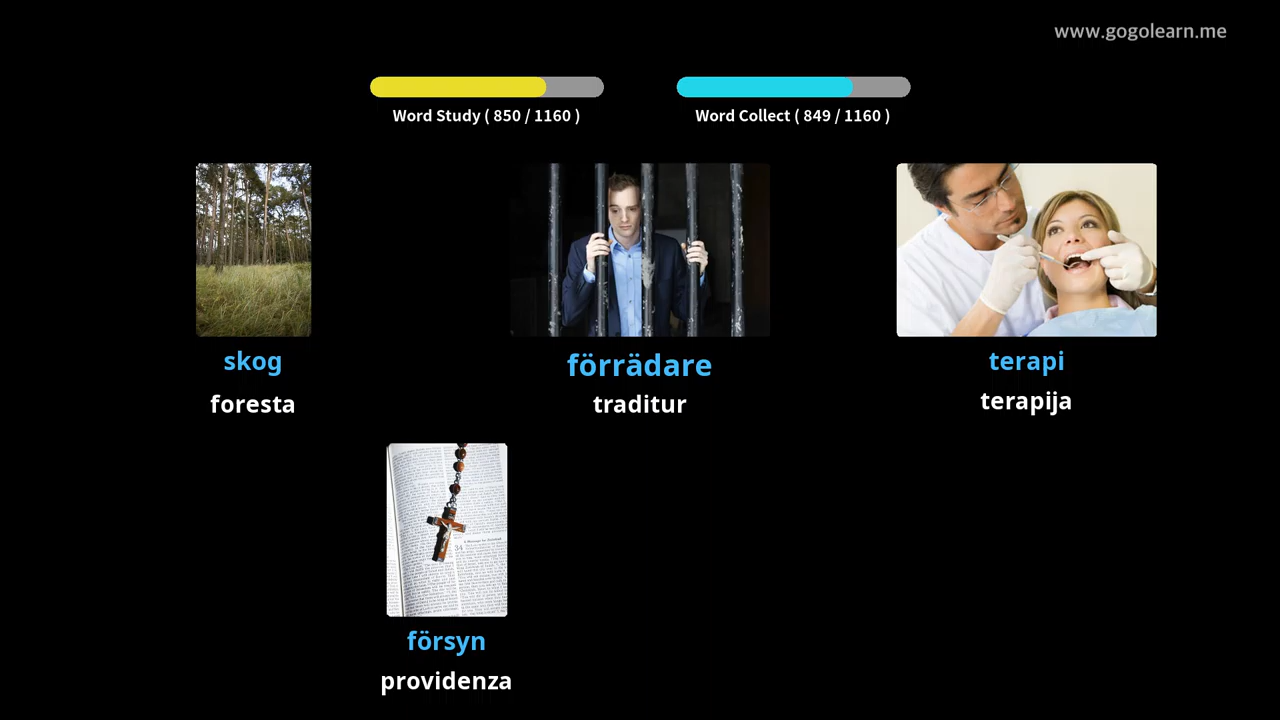 www.gogolearn.me
Word Study ( 850 / 1160 )
Word Collect ( 849 / 1160 )
skog
förrädare
terapi
foresta
traditur
terapija
34
försyn
providenza